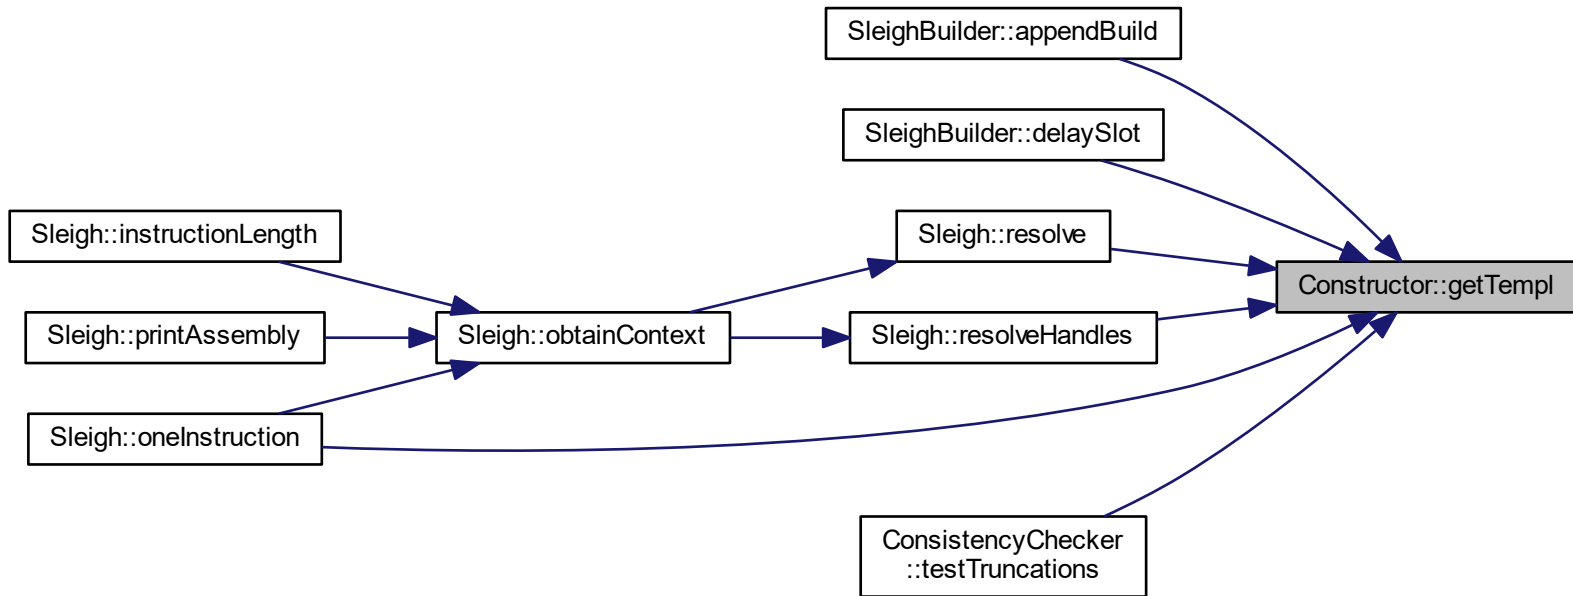 SleighBuilder::appendBuild
SleighBuilder::delaySlot
Sleigh::instructionLength
Sleigh::resolve
Constructor::getTempl
Sleigh::printAssembly
Sleigh::obtainContext
Sleigh::resolveHandles
Sleigh::oneInstruction
ConsistencyChecker
::testTruncations